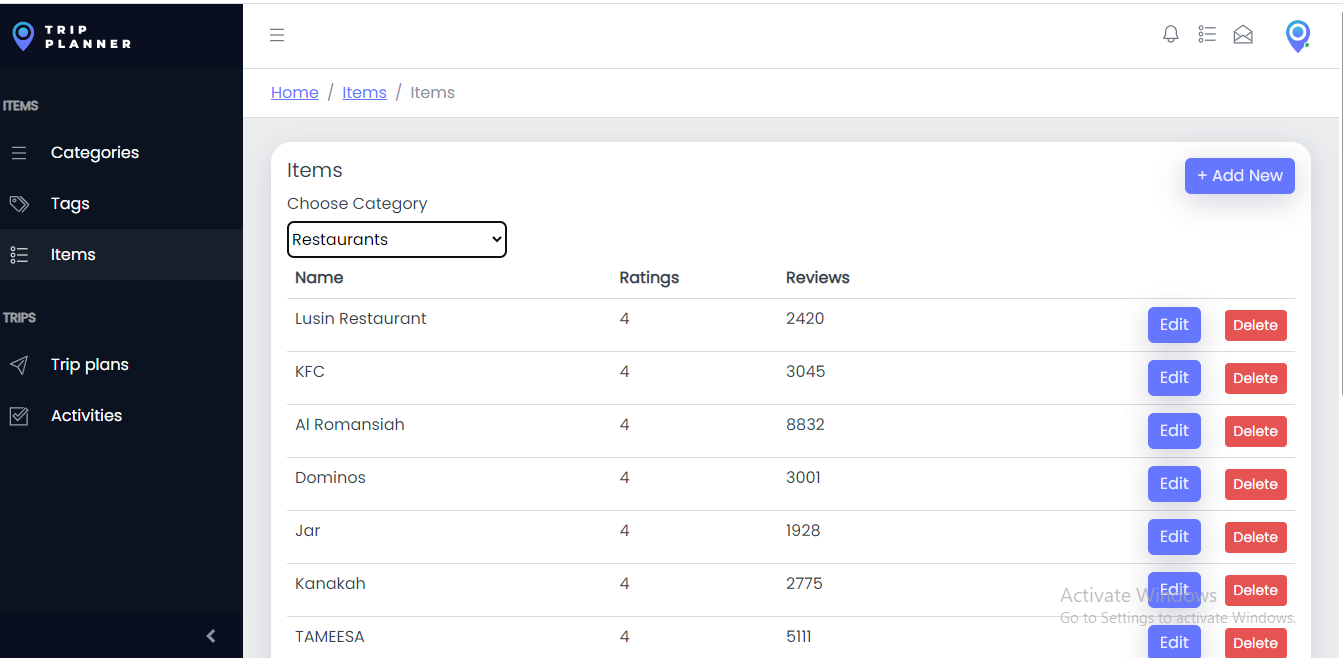 TRIP
PLANNER
ITEMS
Categories
Tags
Items
TRIPS
Trip plans
Activities
Home / Items / Items
Items
+ Add New
Choose Category
Restaurants
Name Ratings Reviews
Lusin Restaurant 4 2420 Edit Delete
KFC 4 3045 Edit Delete
Al Romansiah 4 8832 Edit Delete
Dominos 4 3001 Edit Delete
Jar 4 1928 Edit Delete
Kanakah 4 2775 Edit Delete
TAMEESA 4 5111 Edit Delete
Activate Windows
Go to Settings to activate Windows.